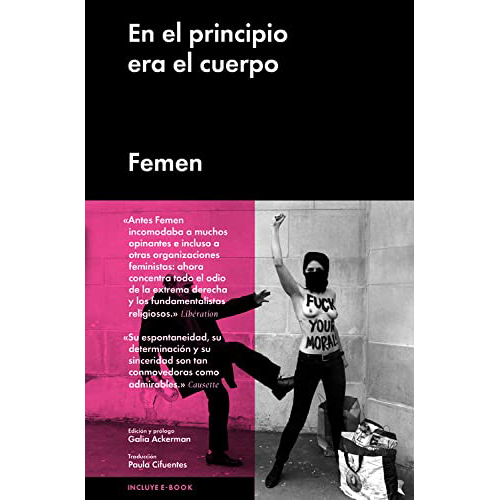 En el principio
era el cuerpo
Femen
«Antes Femen
incomodaba a muchos
opinantes e incluso a
otras organizaciones
feministas: ahora
concentra todo el odio
de la extrema derecha
y los fundamentalistas
religiosos.» Libération
«Su espontaneidad, su
determinación y su
sinceridad son tan
conmovedoras como
admirables.» Causette
FUCK
YOUR
MORAL
Edición y prólogo
Galia Ackerman
Traducción
Paula Cifuentes
INCLUYE E-BOOK